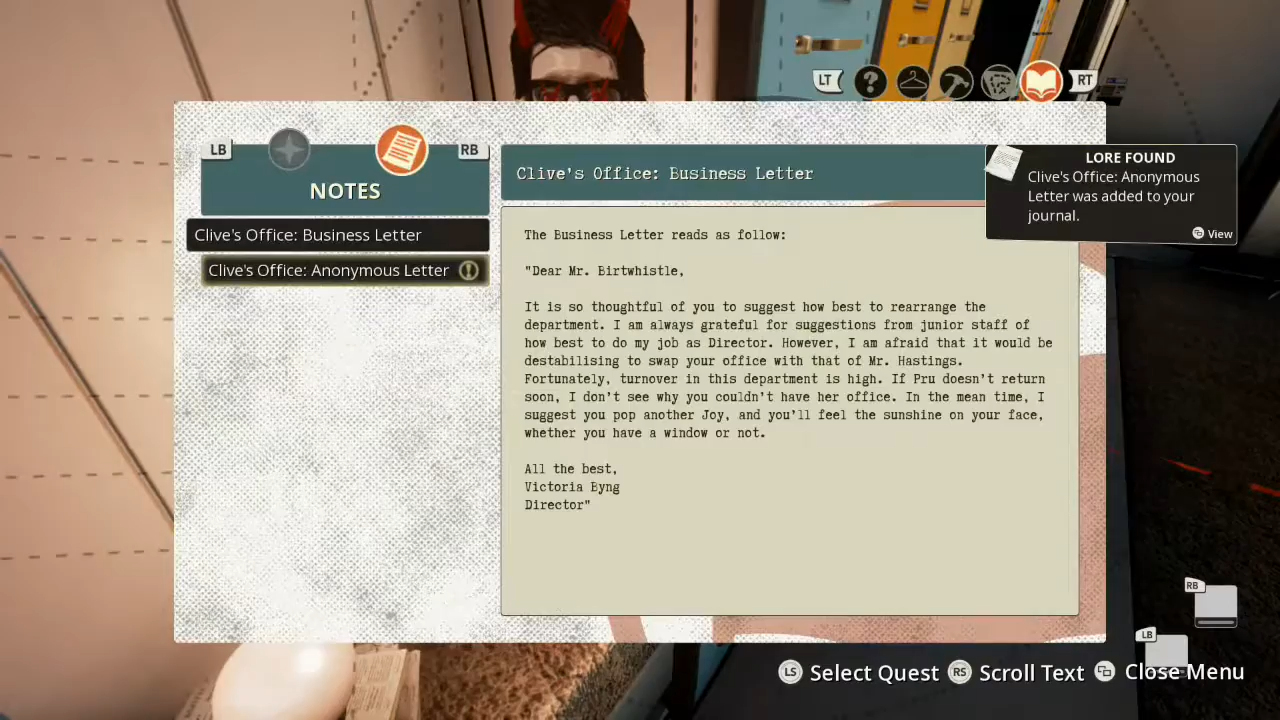 LT
RT
LB
RB
NOTES
Clive's Office: Business Letter
Clive's Office: Anonymous Letter
Clive's Office: Business Letter
The Business Letter reads as follow:
"Dear Mr. Birtwhistle,
It is so thoughtful of you to suggest how best to rearrange the
department. I am always grateful for suggestions from junior staff of
how best to do my job as Director. However, I am afraid that it would be
destabilising to swap your office with that of Mr. Hastings.
Fortunately, turnover in this department is high. If Pru doesn't return
soon, I don't see why you couldn't have her office. In the mean time, I
suggest you pop another Joy, and you'll feel the sunshine on your face,
whether you have a window or not.
All the best,
Victoria Byng
Director"
LORE FOUND
Clive's Office: Anonymous
Letter was added to your
journal.
View
RB
LB
LS Select Quest RS Scroll Text Close Menu